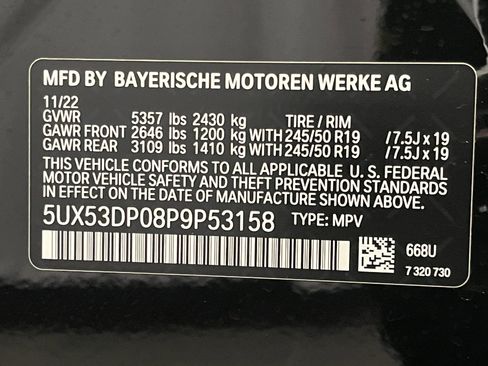 MFD BY BAYERISCHE MOTOREN WERKE AG
11/22
GVWR 5357 lbs 2430 kg TIRE / RIM
GAWR FRONT 2646 lbs 1200 kg WITH 245/50 R19 / 7.5J x 19
GAWR REAR 3109 lbs 1410 kg WITH 245/50 R19 / 7.5J x 19
THIS VEHICLE CONFORMS TO ALL APPLICABLE U. S. FEDERAL
MOTOR VEHICLE SAFETY AND THEFT PREVENTION STANDARDS
IN EFFECT ON THE DATE OF MANUFACTURE SHOWN ABOVE.
5UX53DP08P9P53158 TYPE: MPV
668U
7 320 730